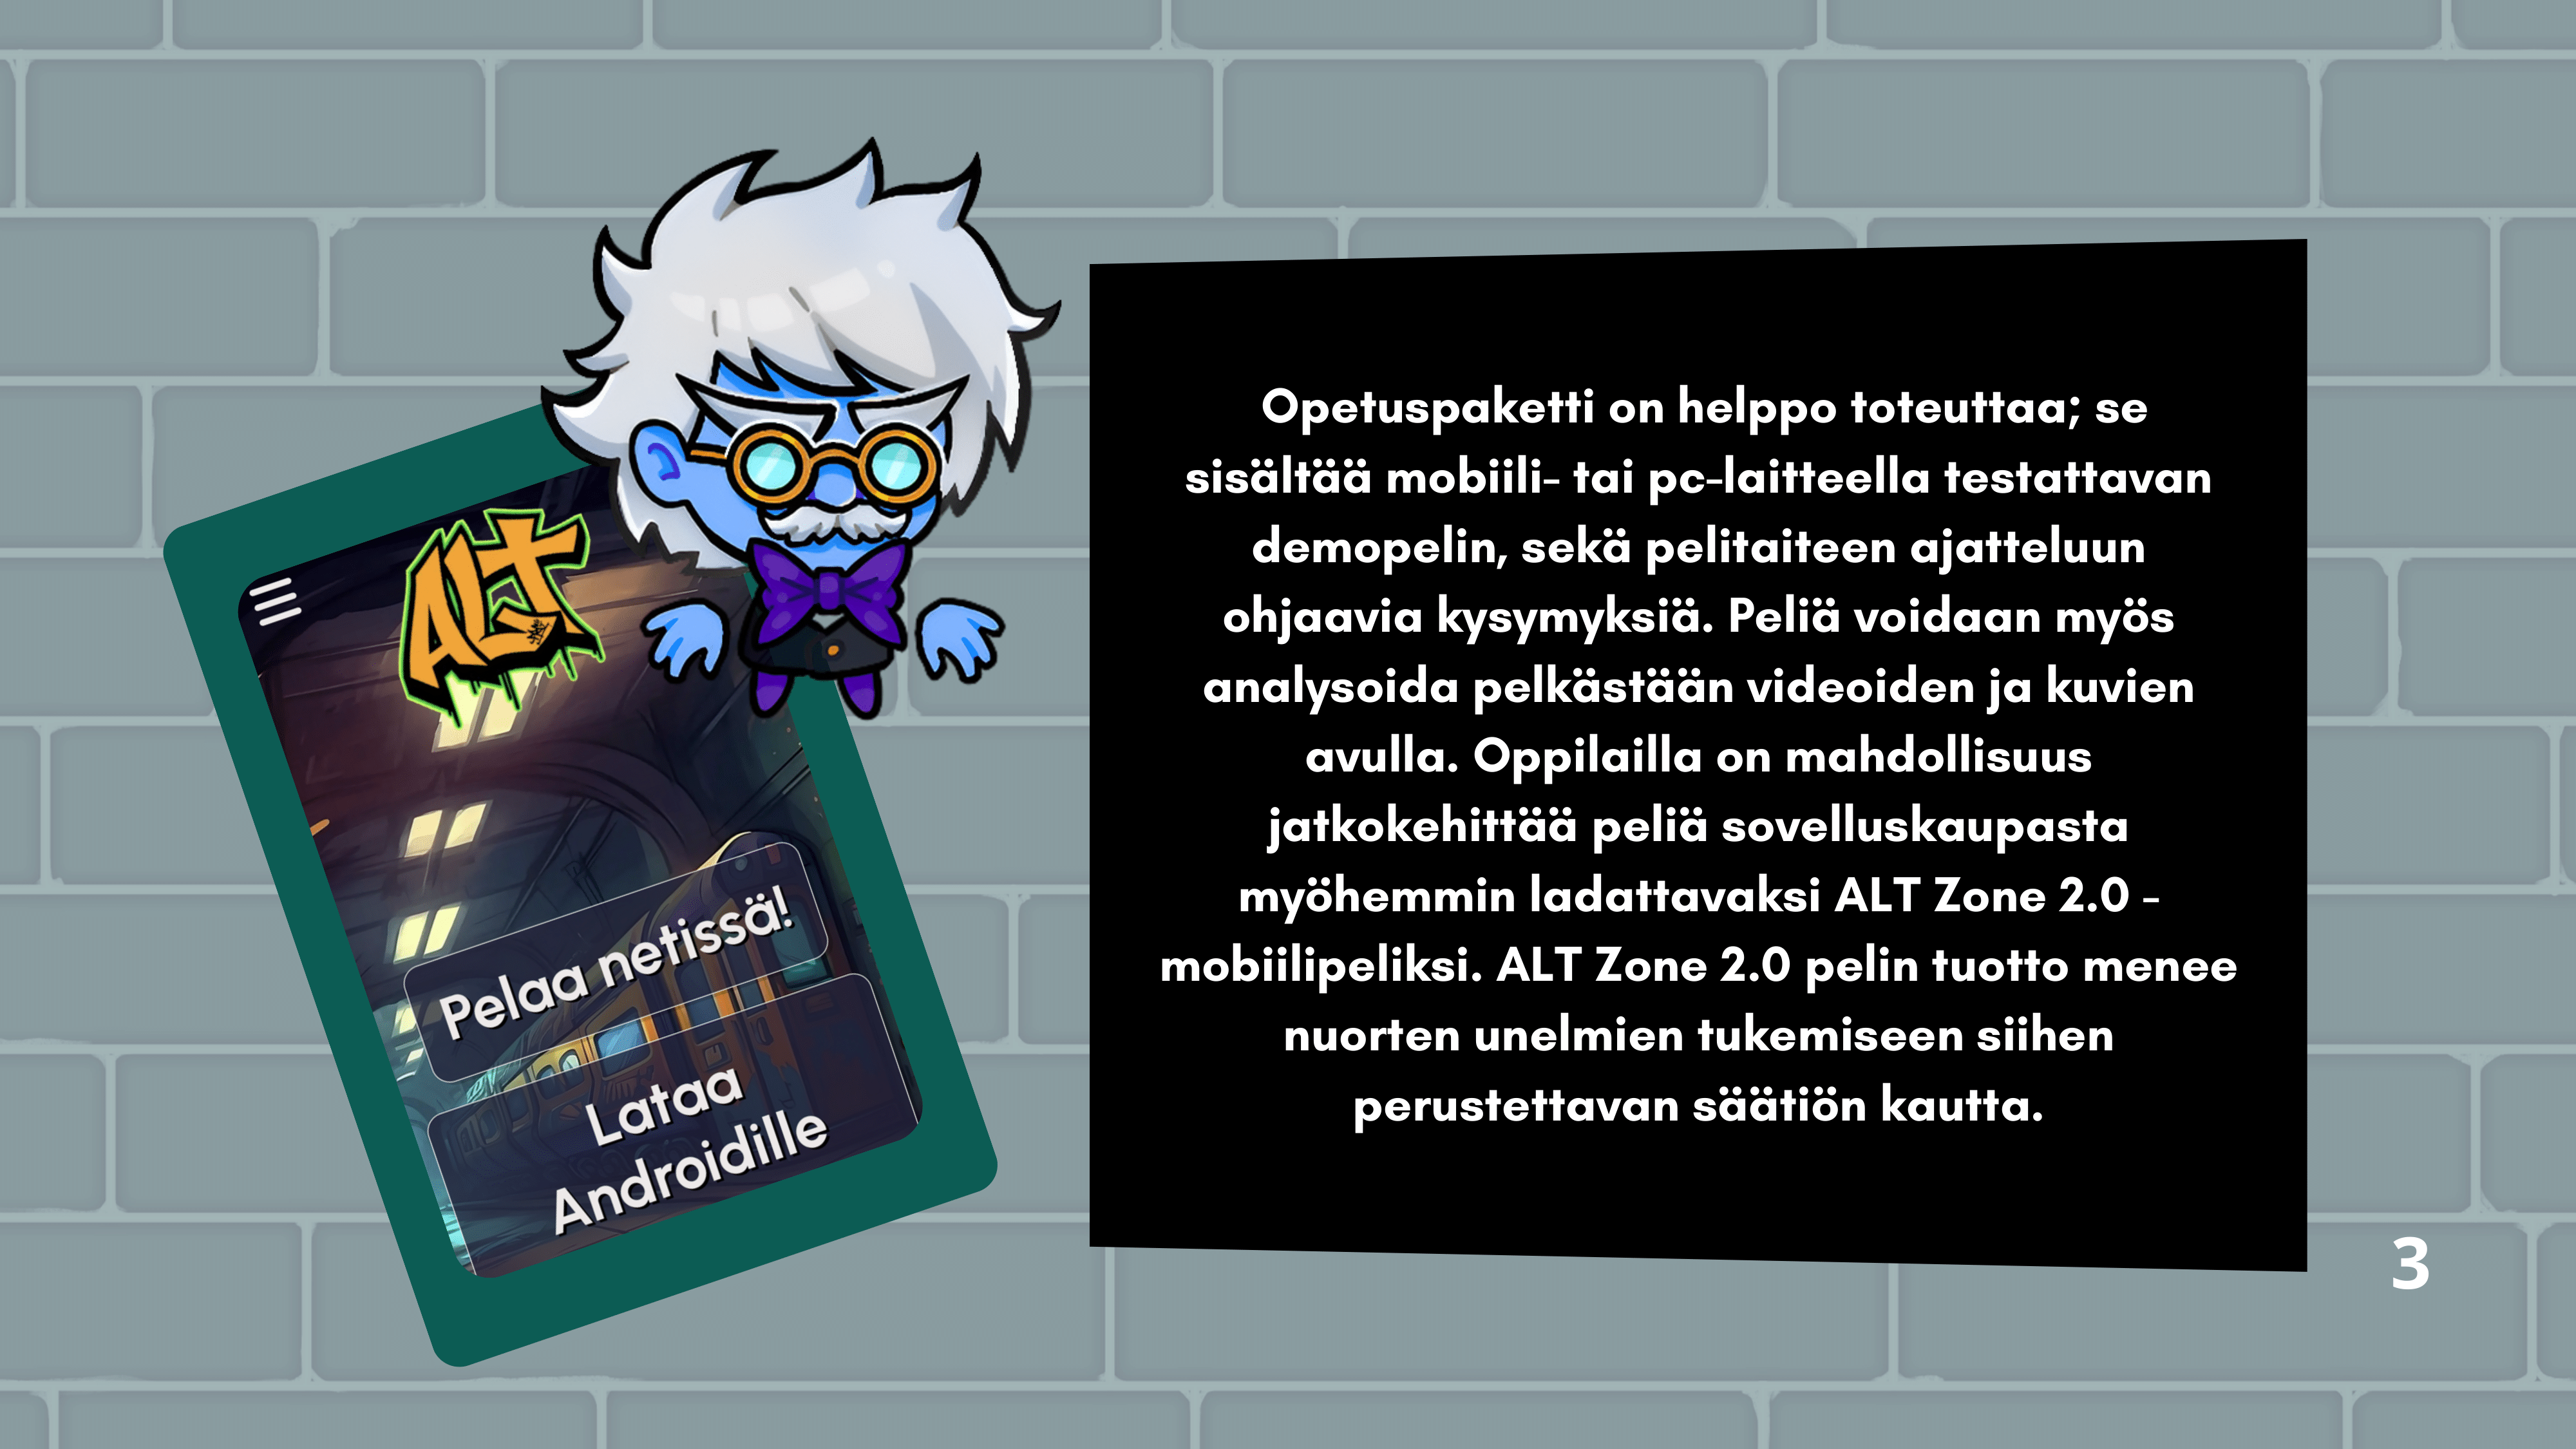 ALT
Pelaa netissä!
Lataa
Androidille
Opetuspaketti on helppo toteuttaa; se
sisältää mobiili- tai pc-laitteella testattavan
demopelin, sekä pelitaiteen ajatteluun
ohjaavia kysymyksiä. Peliä voidaan myös
analysoida pelkästään videoiden ja kuvien
avulla. Oppilailla on mahdollisuus
jatkokehittää peliä sovelluskaupasta
myöhemmin ladattavaksi ALT Zone 2.0 -
mobiilipeliksi. ALT Zone 2.0 pelin tuotto menee
nuorten unelmien tukemiseen siihen
perustettavan säätiön kautta.
3